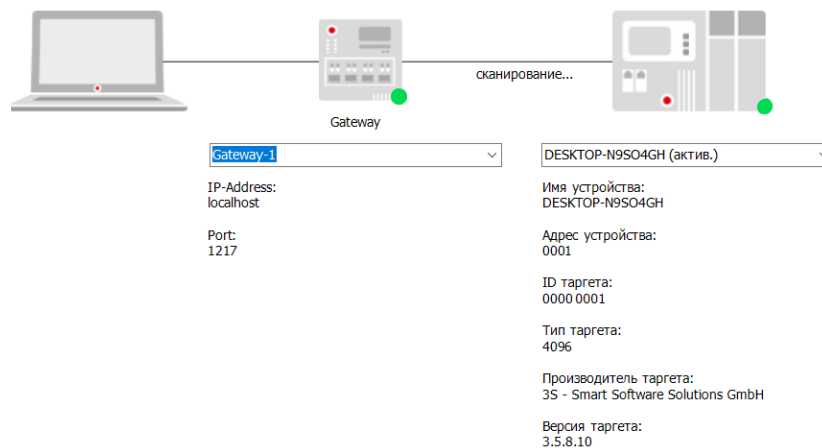 сканирование...
Gateway
Gateway-1
IP-Address:
localhost
Port:
1217
DESKTOP-N9SO4GH (актив.)
Имя устройства:
DESKTOP-N9SO4GH
Адрес устройства:
0001
ID таргета:
0000 0001
Тип таргета:
4096
Производитель таргета:
3S - Smart Software Solutions GmbH
Версия таргета:
3.5.8.10